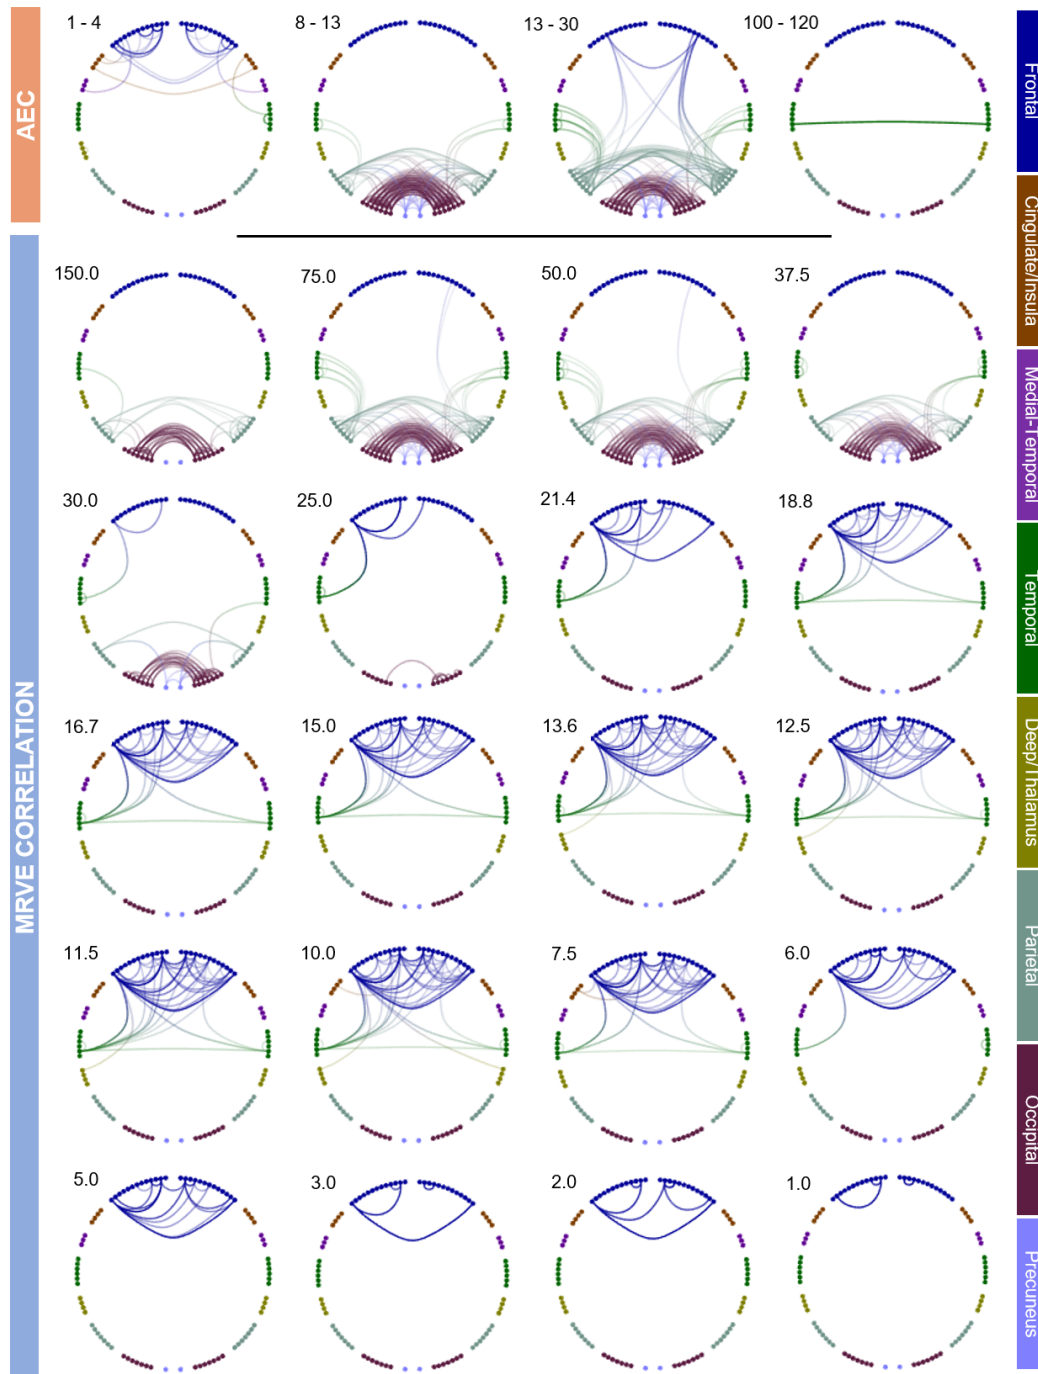 AEC
1 - 4
8 - 13
13 - 30
100 - 120
MRVE CORRELATION
150.0
75.0
50.0
37.5
30.0
25.0
21.4
18.8
16.7
15.0
13.6
12.5
11.5
10.0
7.5
6.0
5.0
3.0
2.0
1.0
Frontal
Cingulate/Insula
Medial-Temporal
Temporal
Deep/Thalamus
Parietal
Occipital
Precuneus